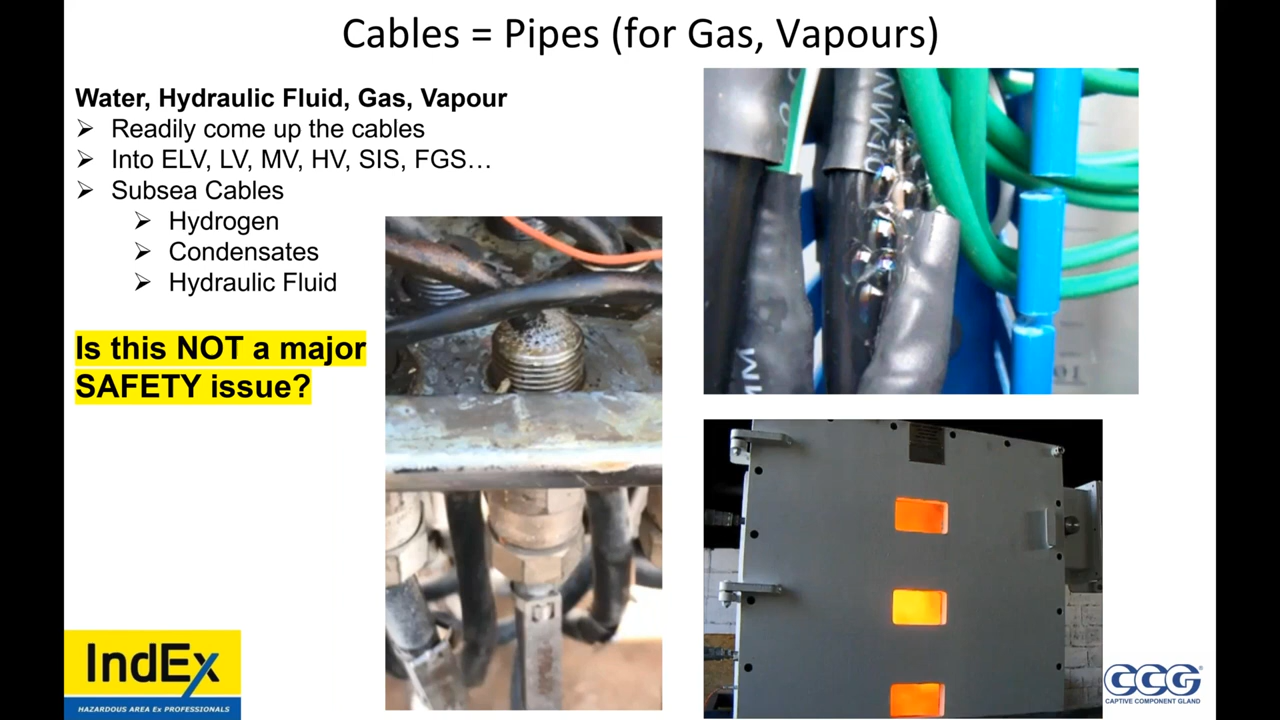 Cables = Pipes (for Gas, Vapours)
Water, Hydraulic Fluid, Gas, Vapour
Readily come up the cables
Into ELV, LV, MV, HV, SIS, FGS…
Subsea Cables
Hydrogen
Condensates
Hydraulic Fluid
Is this NOT a major
SAFETY issue?
IndEx
HAZARDOUS AREA Ex PROFESSIONALS
CCG®
CAPTIVE COMPONENT GLAND